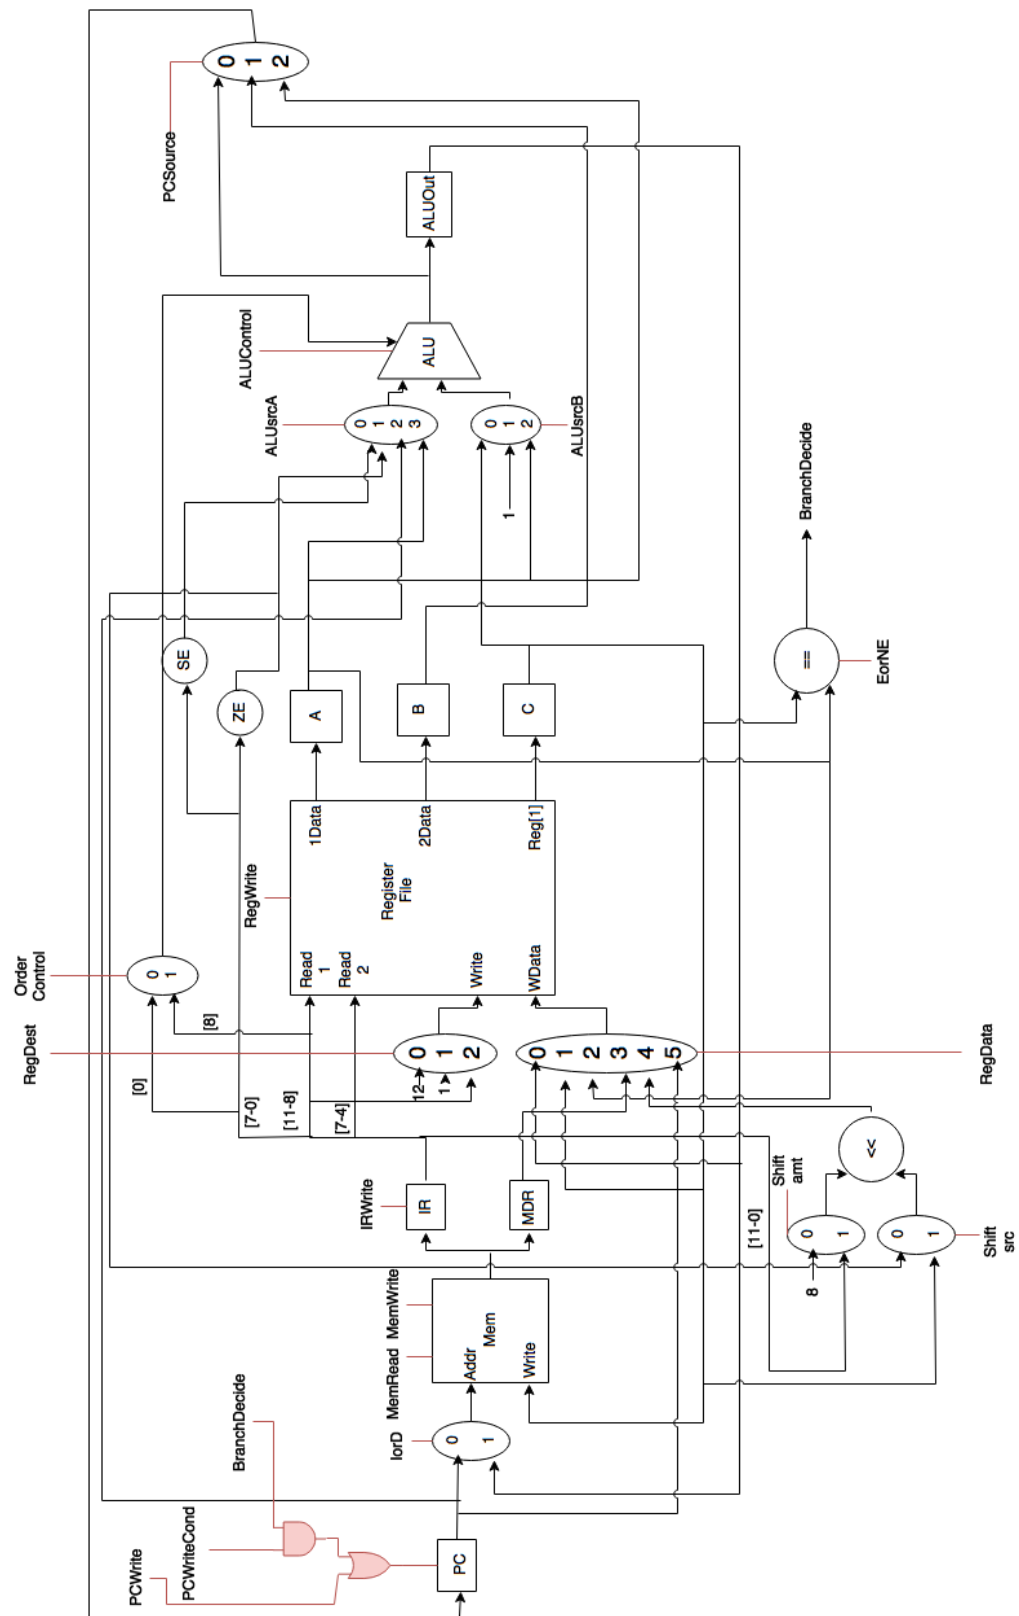 0
1
2
PCSource
ALUOut
ALUControl
ALU
ALUsrcA
0
1
2
3
0
1
2
ALUsrcB
1
BranchDecide
SE
ZE
==
EorNE
A
B
C
1Data
2Data
Reg[1]
RegWrite
Register
File
Read
1
Read
2
Write
WData
Order
Control
0
1
[8]
RegDest
0
1
2
12
1
0
1
2
3
4
5
RegData
[0]
[7-0]
[11-8]
[7-4]
<<
Shift
amt
IRWrite
IR
MDR
[11-0]
0
1
0
1
Shift
src
8
MemWrite
MemRead
Mem
Addr
Write
IorD
0
1
BranchDecide
PCWriteCond
PCWrite
PC